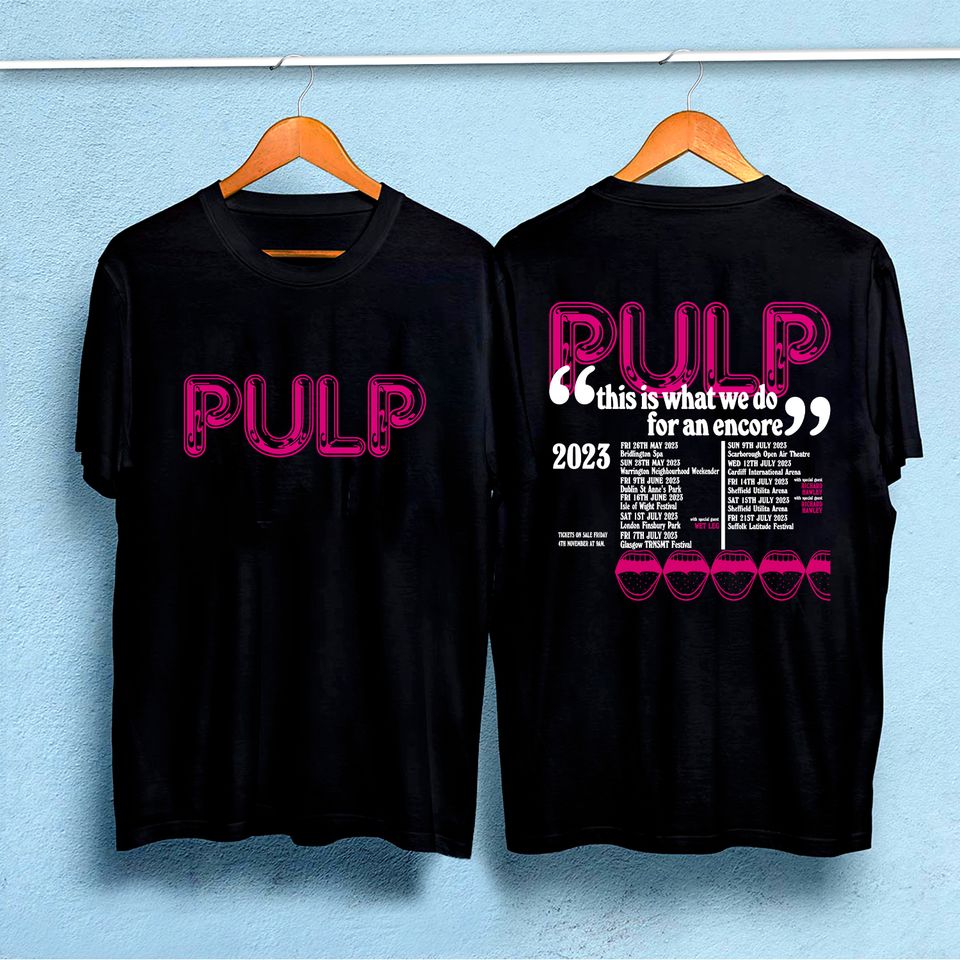 PULP
PULP
“this is what we do
for an encore”
2023
FRI 26TH MAY 2023
Bridlington Spa
SUN 28TH MAY 2023
Warrington Neighbourhood Weekender
FRI 9TH JUNE 2023
Dublin St Anne's Park
FRI 16TH JUNE 2023
Isle of Wight Festival
SAT 1ST JULY 2023
London Finsbury Park
with special guest
WET LEG
FRI 7TH JULY 2023
Glasgow TRNSMT Festival
SUN 9TH JULY 2023
Scarborough Open Air Theatre
WED 12TH JULY 2023
Cardiff International Arena
FRI 14TH JULY 2023
Sheffield Utilita Arena
with special guest
RICHARD
HAWLEY
SAT 15TH JULY 2023
Sheffield Utilita Arena
with special guest
RICHARD
HAWLEY
FRI 21ST JULY 2023
Suffolk Latitude Festival
TICKETS ON SALE FRIDAY
4TH NOVEMBER AT 9AM.